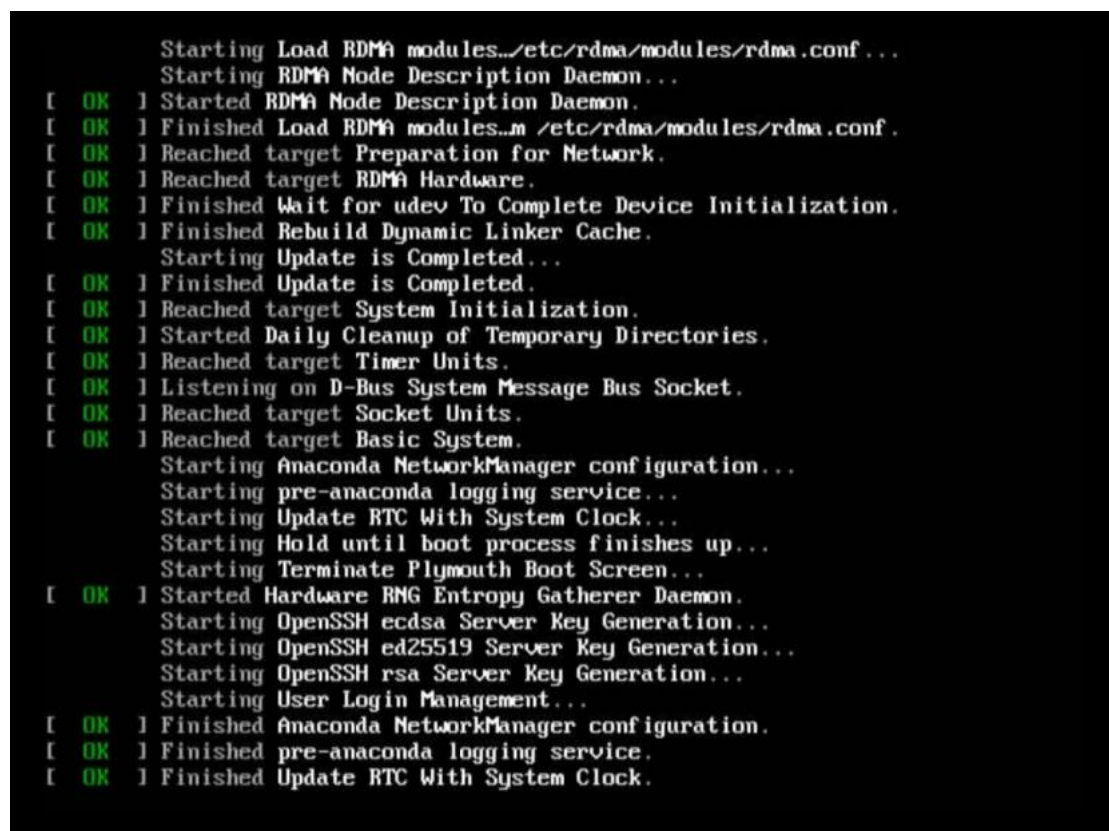 Starting Load RDMA modules…/etc/rdma/modules/rdma.conf...
Starting RDMA Node Description Daemon...
[  OK  ] Started RDMA Node Description Daemon.
[  OK  ] Finished Load RDMA modules…m /etc/rdma/modules/rdma.conf.
[  OK  ] Reached target Preparation for Network.
[  OK  ] Reached target RDMA Hardware.
[  OK  ] Finished Wait for udev To Complete Device Initialization.
[  OK  ] Finished Rebuild Dynamic Linker Cache.
Starting Update is Completed...
[  OK  ] Finished Update is Completed.
[  OK  ] Reached target System Initialization.
[  OK  ] Started Daily Cleanup of Temporary Directories.
[  OK  ] Reached target Timer Units.
[  OK  ] Listening on D-Bus System Message Bus Socket.
[  OK  ] Reached target Socket Units.
[  OK  ] Reached target Basic System.
Starting Anaconda NetworkManager configuration...
Starting pre-anaconda logging service...
Starting Update RTC With System Clock...
Starting Hold until boot process finishes up...
Starting Terminate Plymouth Boot Screen...
[  OK  ] Started Hardware RNG Entropy Gatherer Daemon.
Starting OpenSSH ecdsa Server Key Generation...
Starting OpenSSH ed25519 Server Key Generation...
Starting OpenSSH rsa Server Key Generation...
Starting User Login Management...
[  OK  ] Finished Anaconda NetworkManager configuration.
[  OK  ] Finished pre-anaconda logging service.
[  OK  ] Finished Update RTC With System Clock.